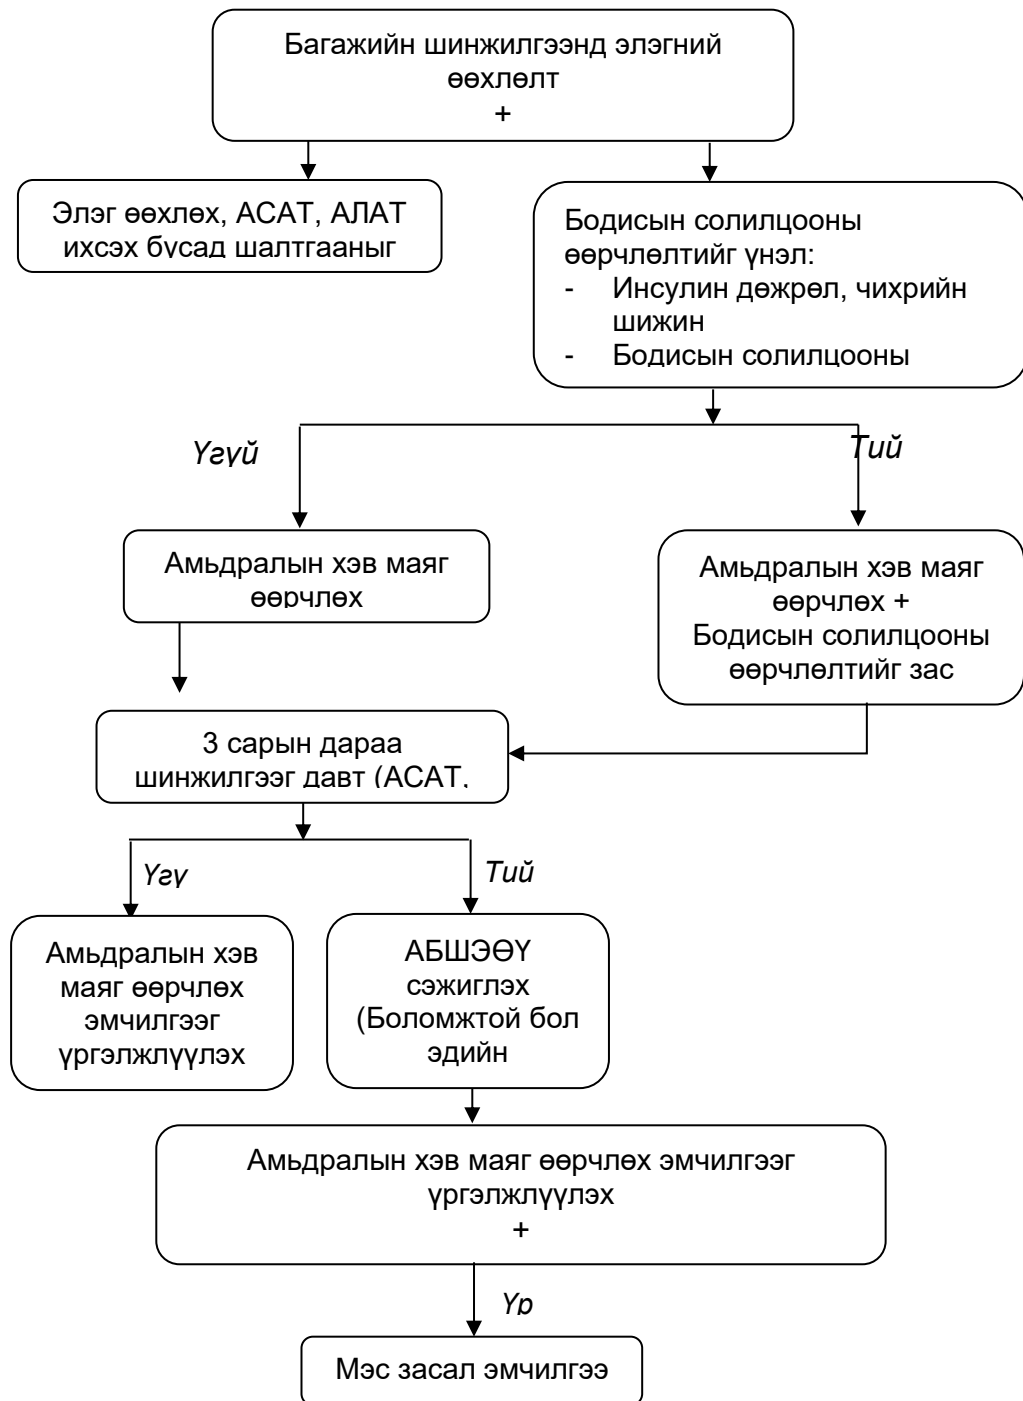 Багажийн шинжилгээнд элэгний
өөхлөлт
+
Элэг өөхлөх, АСАТ, АЛАТ
ихсэх бусад шалтгааныг
Бодисын солилцооны
өөрчлөлтийг үнэл:
- Инсулин дөжрөл, чихрийн
шижин
- Бодисын солилцооны
Үгүй
Тий
Амьдралын хэв маяг
өөрчлөх
Амьдралын хэв маяг
өөрчлөх +
Бодисын солилцооны
өөрчлөлтийг зас
3 сарын дараа
шинжилгээг давт (АСАТ,
Үгү
Тий
Амьдралын хэв
маяг өөрчлөх
эмчилгээг
үргэлжлүүлэх
АБШЭӨҮ
сэжиглэх
(Боломжтой бол
эдийн
Амьдралын хэв маяг өөрчлөх эмчилгээг
үргэлжлүүлэх
+
Үр
Мэс засал эмчилгээ